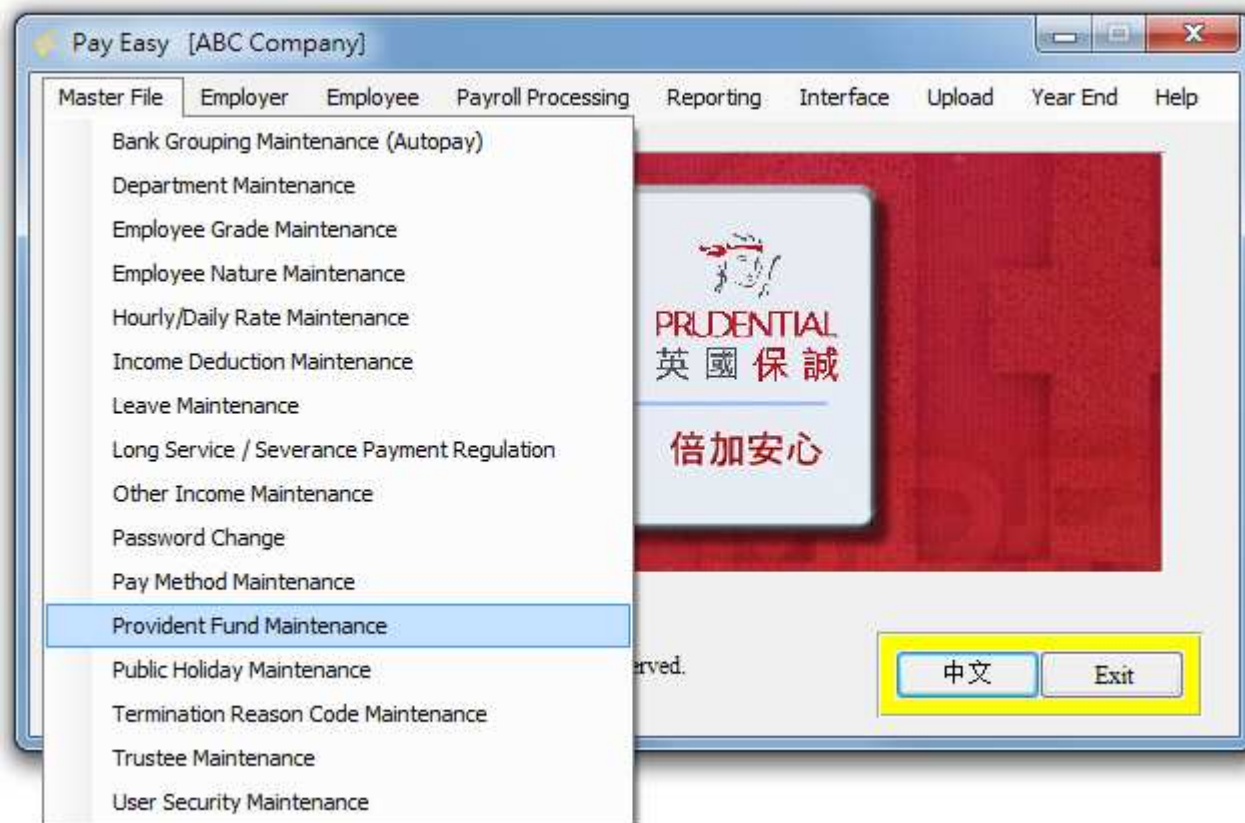 Pay Easy [ABC Company]
Master File Employer Employee Payroll Processing Reporting Interface Upload Year End Help
Bank Grouping Maintenance (Autopay)
Department Maintenance
Employee Grade Maintenance
Employee Nature Maintenance
Hourly/Daily Rate Maintenance
Income Deduction Maintenance
Leave Maintenance
Long Service / Severance Payment Regulation
Other Income Maintenance
Password Change
Pay Method Maintenance
Provident Fund Maintenance
Public Holiday Maintenance
Termination Reason Code Maintenance
Trustee Maintenance
User Security Maintenance
PRUDENTIAL
英國保誠
倍加安心
中文 Exit